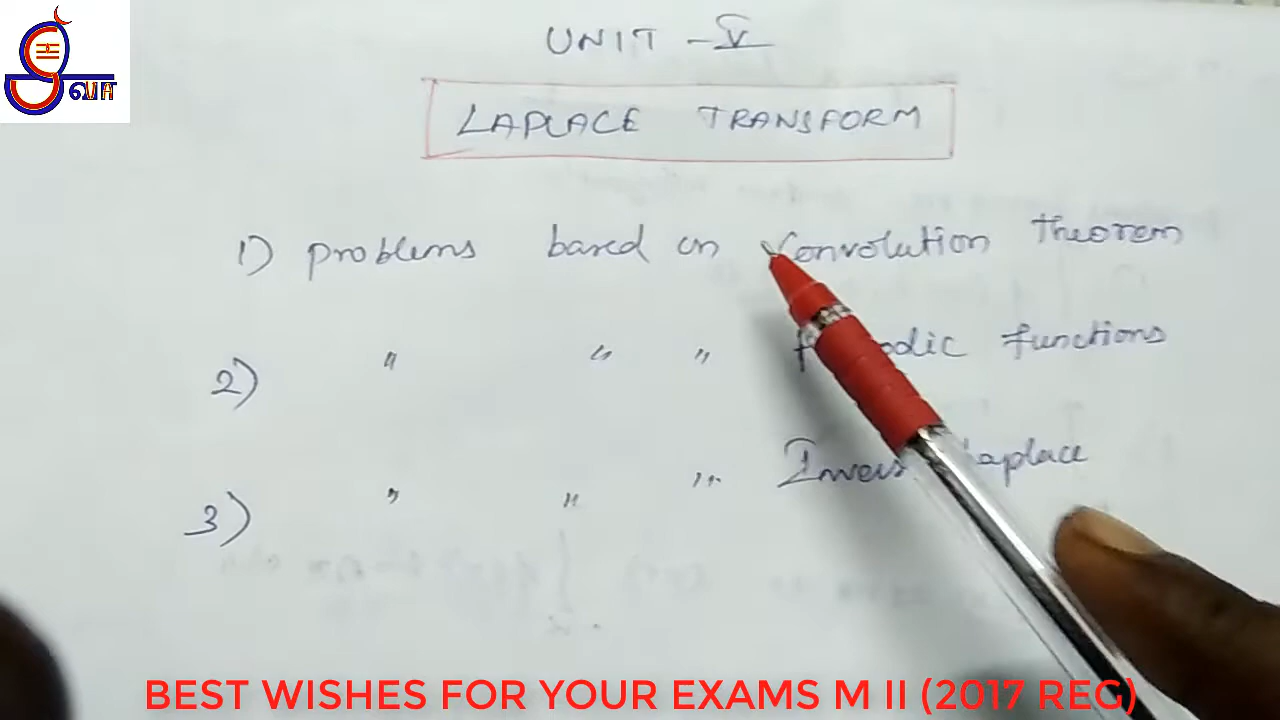 UNIT - V
LAPLACE TRANSFORM
1) problems based on Convolution theorem
2) " " " functions
3) " " " Laplace
வா
BEST WISHES FOR YOUR EXAMS M II (2017 REG)